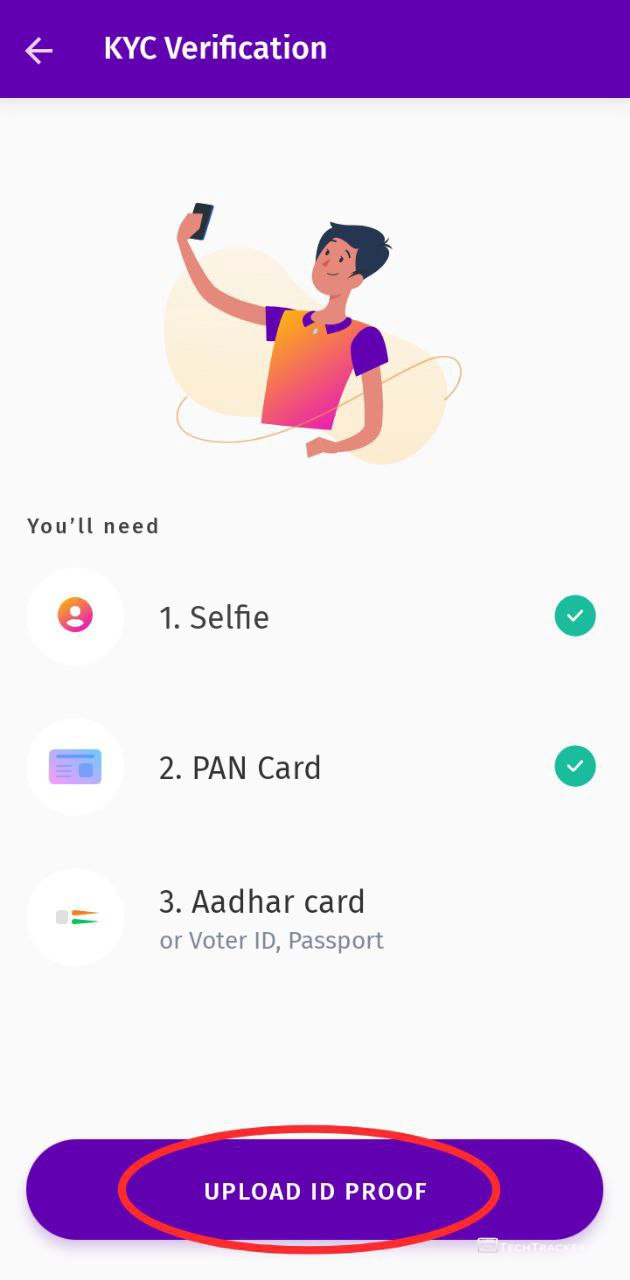 KYC Verification
You’ll need
1. Selfie
2. PAN Card
3. Aadhar card
or Voter ID, Passport
UPLOAD ID PROOF
TECHTRACKER